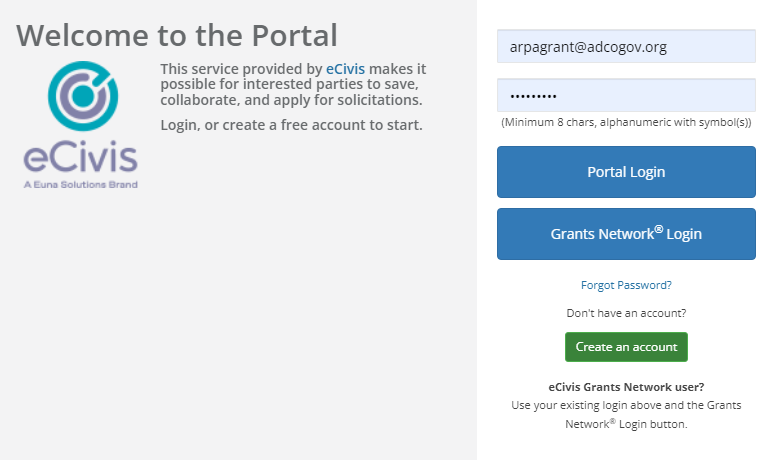 Welcome to the Portal
eCivis
A Euna Solutions Brand
This service provided by eCivis makes it
possible for interested parties to save,
collaborate, and apply for solicitations.
Login, or create a free account to start.
arpagrant@adcogov.org
•••••••••
(Minimum 8 chars, alphanumeric with symbol(s))
Portal Login
Grants Network® Login
Forgot Password?
Don't have an account?
Create an account
eCivis Grants Network user?
Use your existing login above and the Grants
Network® Login button.